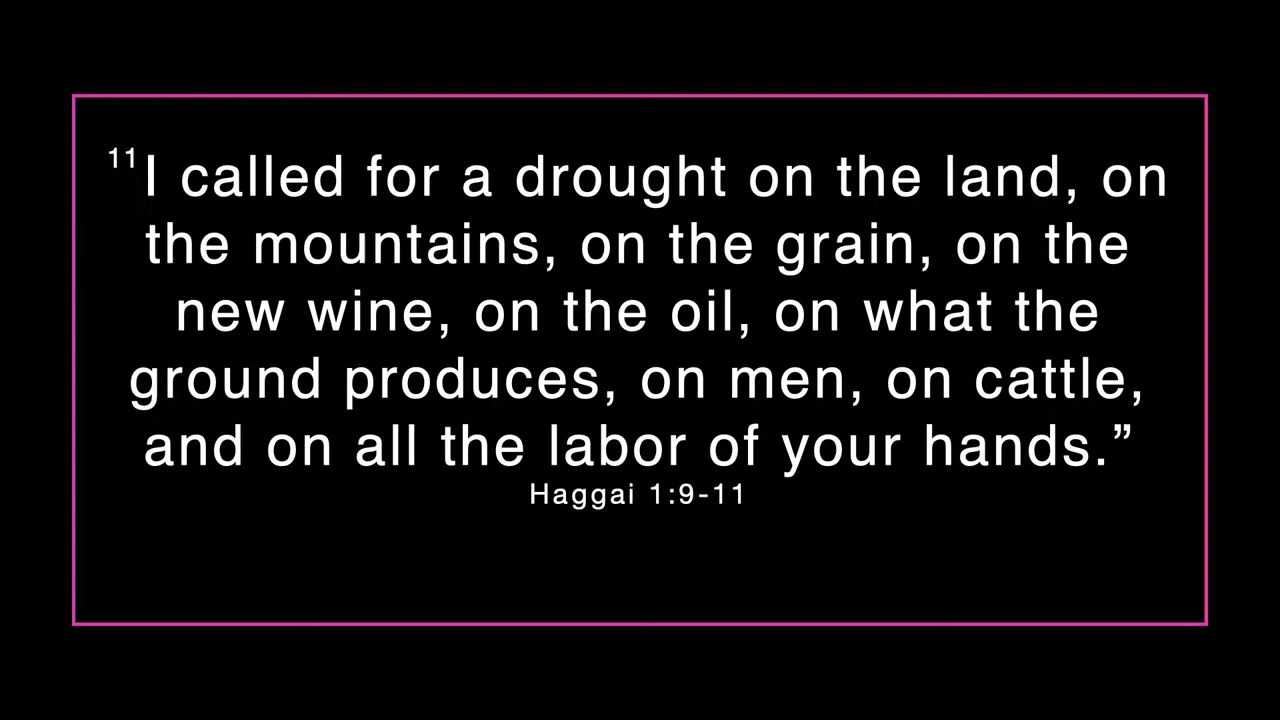 11 I called for a drought on the land, on
the mountains, on the grain, on the
new wine, on the oil, on what the
ground produces, on men, on cattle,
and on all the labor of your hands.”
Haggai 1:9-11